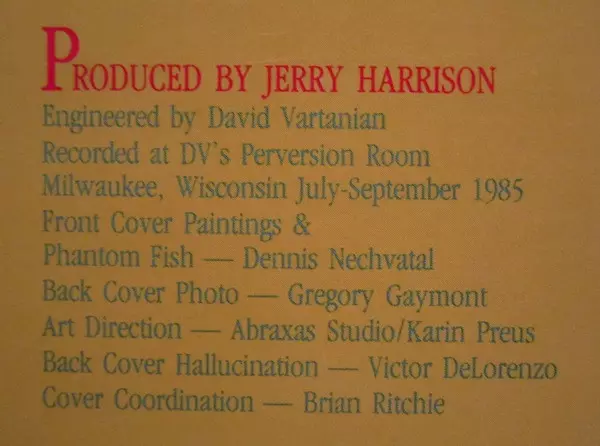 PRODUCED BY JERRY HARRISON
Engineered by David Vartanian
Recorded at DV's Perversion Room
Milwaukee, Wisconsin July-September 1985
Front Cover Paintings &
Phantom Fish — Dennis Nechvatal
Back Cover Photo — Gregory Gaymont
Art Direction — Abraxas Studio/Karin Preus
Back Cover Hallucination — Victor DeLorenzo
Cover Coordination — Brian Ritchie